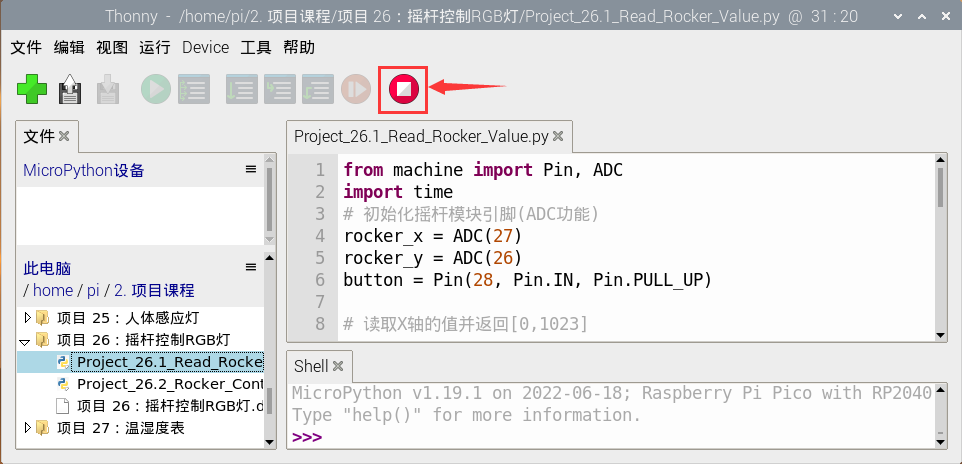 Thonny - /home/pi/2. 项目课程/项目 26：摇杆控制RGB灯/Project_26.1_Read_Rocker_Value.py @ 31 : 20
文件 编辑 视图 运行 Device 工具 帮助
文件
MicroPython设备
此电脑
/ home / pi / 2. 项目课程
项目 25：人体感应灯
项目 26：摇杆控制RGB灯
Project_26.1_Read_Rocke
Project_26.2_Rocker_Cont
项目 26：摇杆控制RGB灯.d
项目 27：温湿度表
Project_26.1_Read_Rocker_Value.py
1 from machine import Pin, ADC
2 import time
3 # 初始化摇杆模块引脚(ADC功能)
4 rocker_x = ADC(27)
5 rocker_y = ADC(26)
6 button = Pin(28, Pin.IN, Pin.PULL_UP)
7
8 # 读取X轴的值并返回[0,1023]
Shell
MicroPython v1.19.1 on 2022-06-18; Raspberry Pi Pico with RP2040
Type "help()" for more information.
>>>